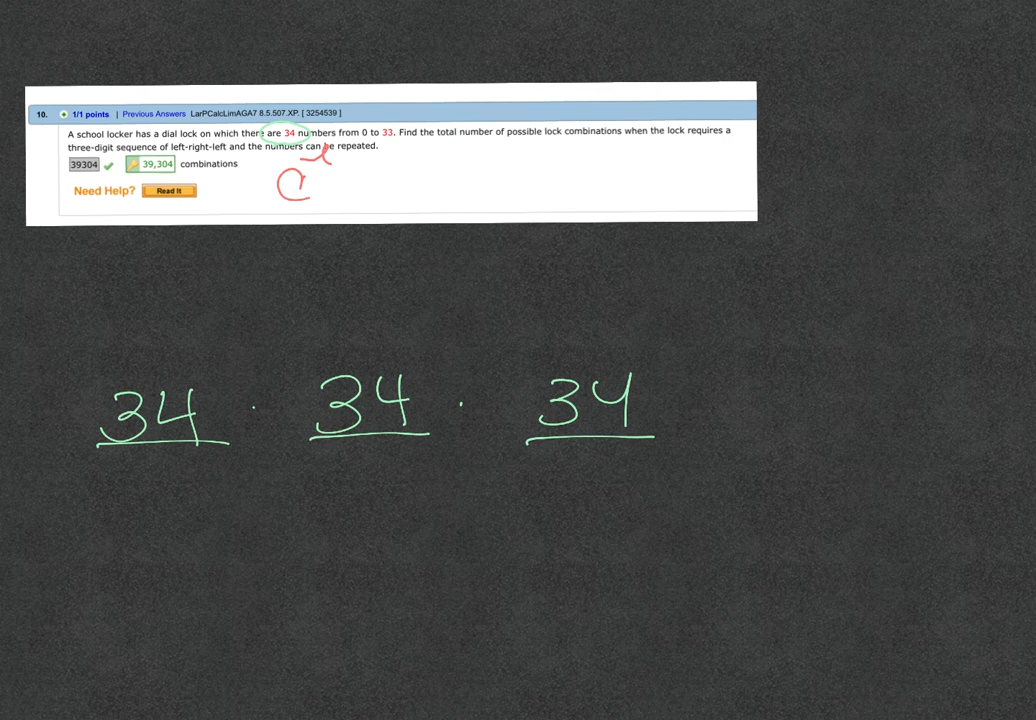 10. 1/1 points | Previous Answers LarPCalcLimAGA7 8.5.507.XP. [ 3254539 ]
A school locker has a dial lock on which there are 34 numbers from 0 to 33. Find the total number of possible lock combinations when the lock requires a
three-digit sequence of left-right-left and the numbers can be repeated.
39304 39,304 combinations
Need Help? Read It
34 · 34 · 34